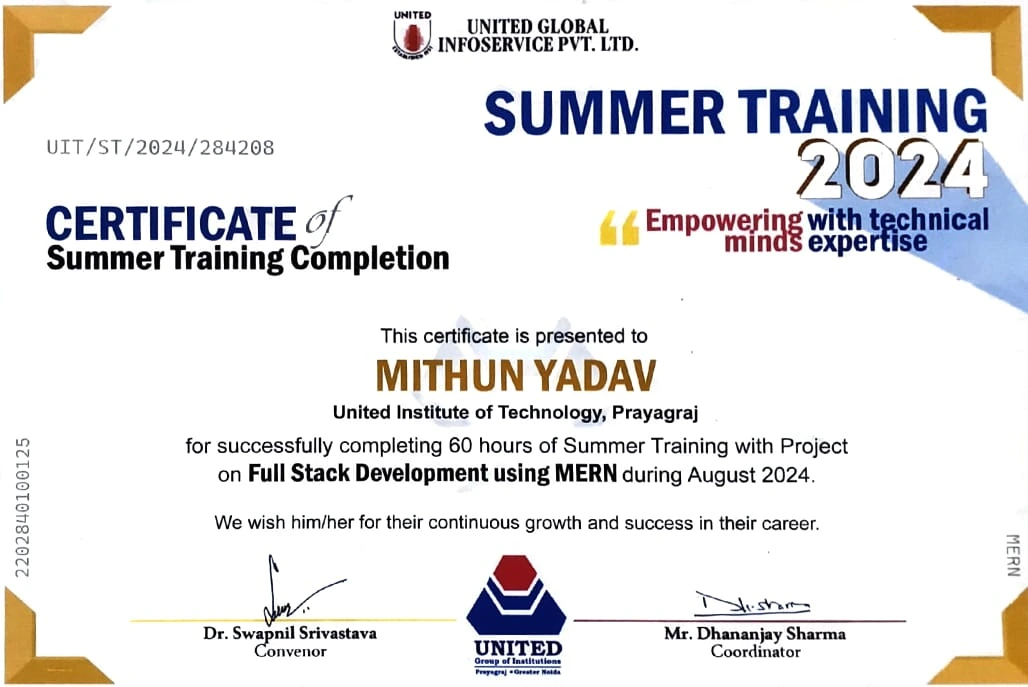 UNITED
ESTABLISHED 1951
UNITED GLOBAL
INFOSERVICE PVT. LTD.
SUMMER TRAINING
2024
UIT/ST/2024/284208
CERTIFICATE of
Summer Training Completion
“ Empowering with technical
minds expertise
This certificate is presented to
MITHUN YADAV
United Institute of Technology, Prayagraj
for successfully completing 60 hours of Summer Training with Project
on Full Stack Development using MERN during August 2024.
We wish him/her for their continuous growth and success in their career.
2202840100125
MERN
Dr. Swapnil Srivastava
Convenor
UNITED
Group of Institutions
Prayagraj • Greater Noida
Mr. Dhananjay Sharma
Coordinator